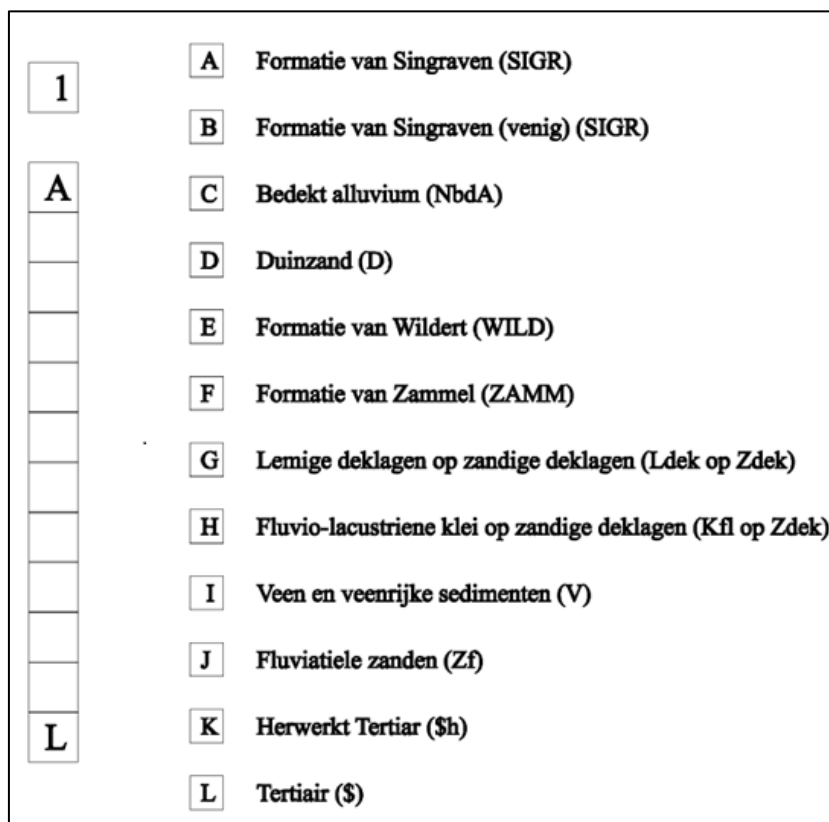 1
A
L
A Formatie van Singraven (SIGR)
B Formatie van Singraven (venig) (SIGR)
C Bedekt alluvium (NbdA)
D Duinzand (D)
E Formatie van Wildert (WILD)
F Formatie van Zammel (ZAMM)
G Lemige deklagen op zandige deklagen (Ldek op Zdek)
H Fluvio-lacustriene klei op zandige deklagen (Kfl op Zdek)
I Veen en veenrijke sedimenten (V)
J Fluviatiele zanden (Zf)
K Herwerkt Tertiar ($h)
L Tertiair ($)